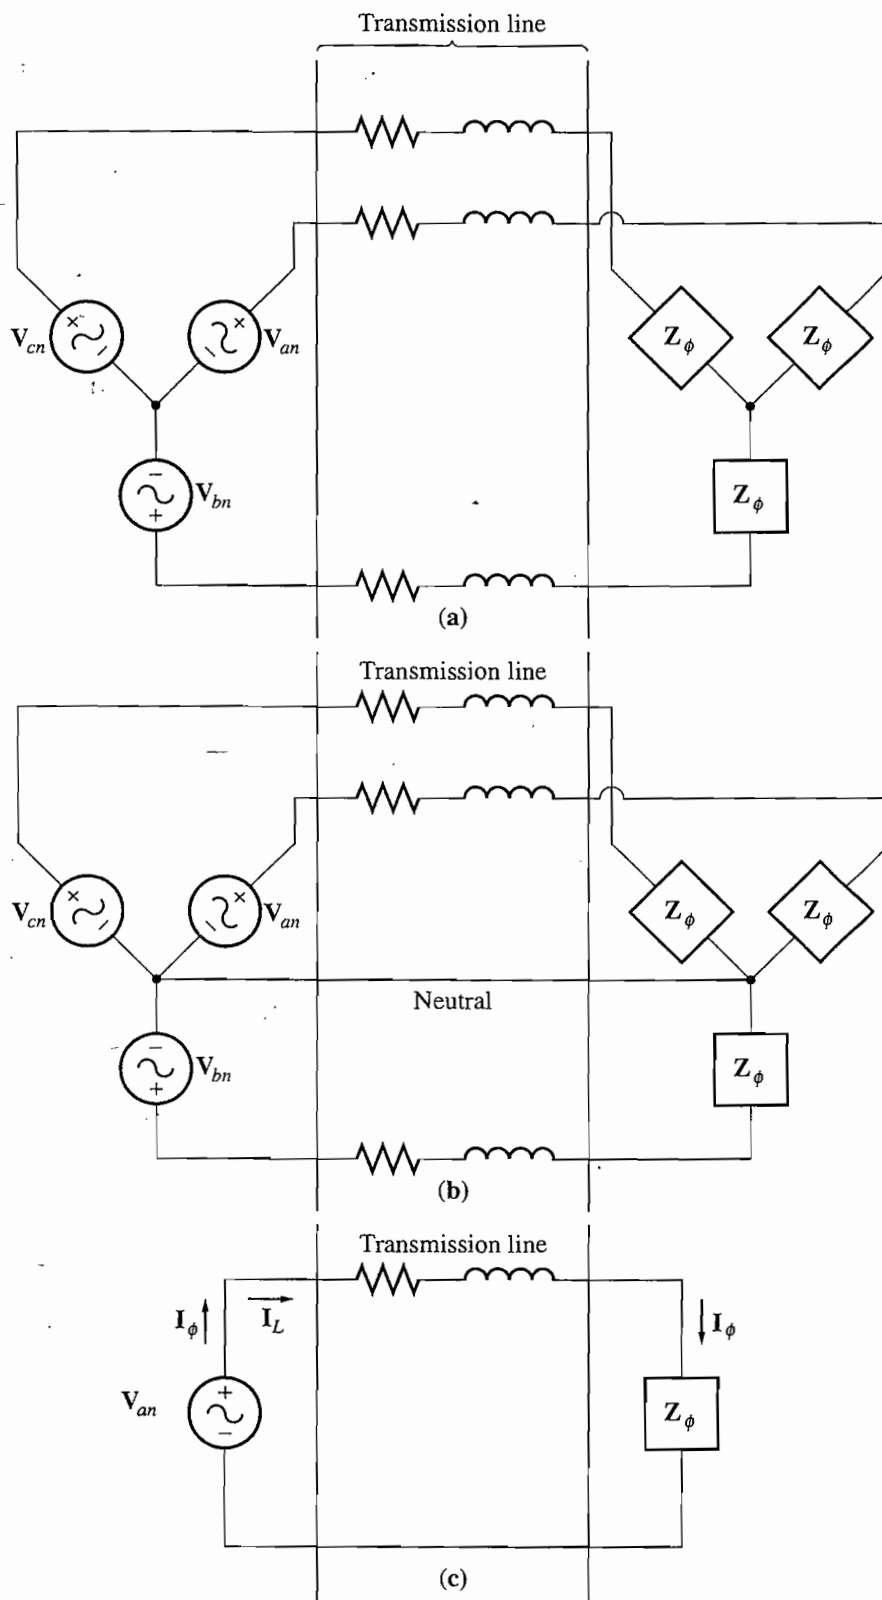 Transmission line
V_cn
V_an
Z_ϕ
Z_ϕ
V_bn
Z_ϕ
(a)
Transmission line
V_cn
V_an
Z_ϕ
Z_ϕ
Neutral
V_bn
Z_ϕ
(b)
Transmission line
I_ϕ
I_L
I_ϕ
V_an
Z_ϕ
(c)